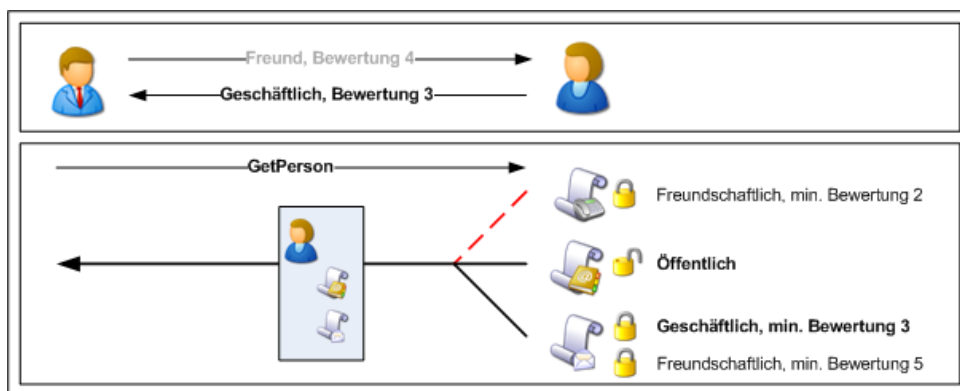 Freund, Bewertung 4
Geschäftlich, Bewertung 3
GetPerson
Freundschaftlich, min. Bewertung 2
Öffentlich
Geschäftlich, min. Bewertung 3
Freundschaftlich, min. Bewertung 5